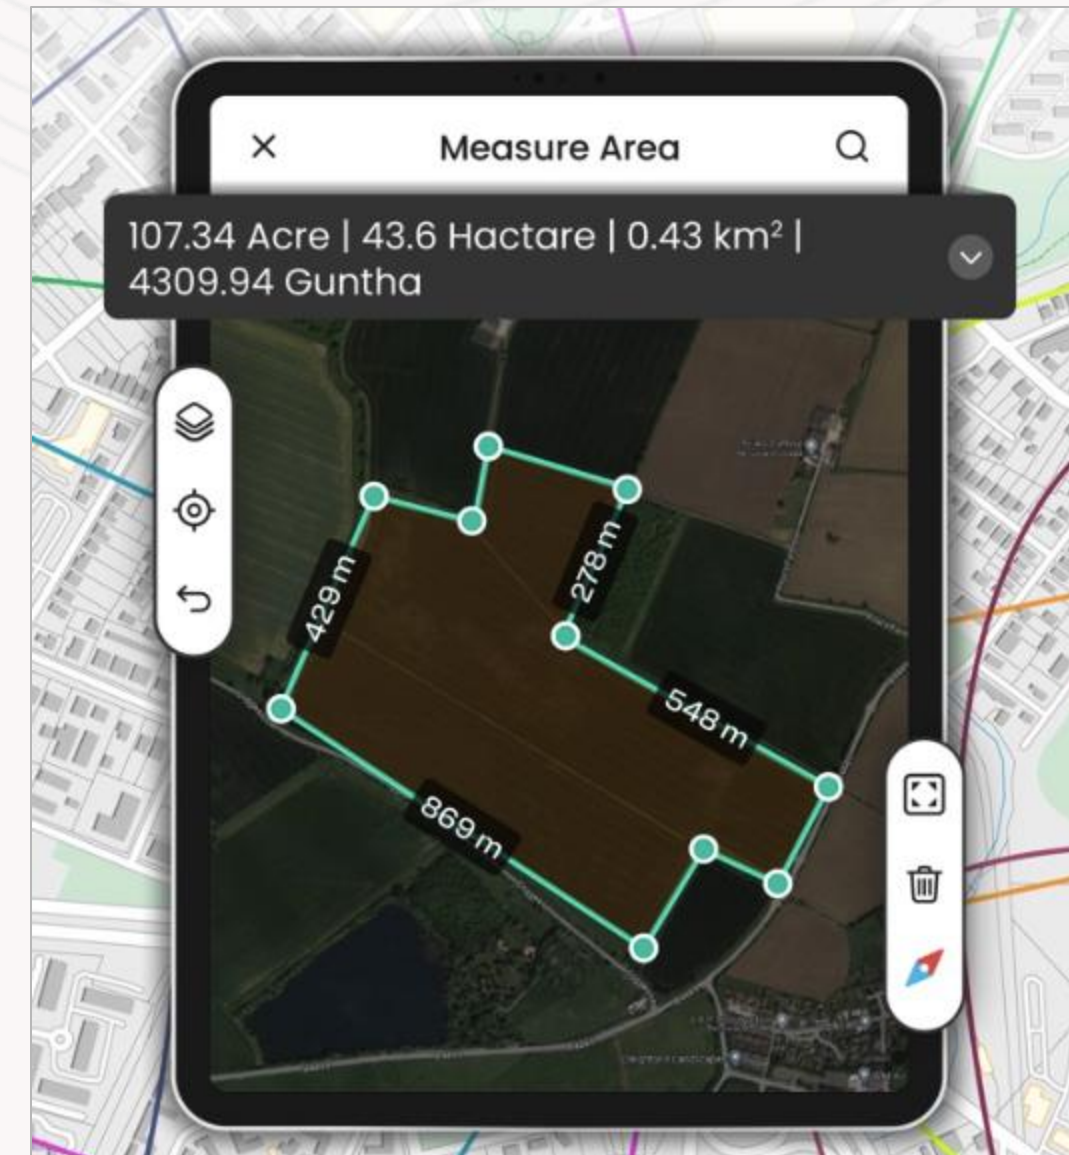 Measure Area
107.34 Acre | 43.6 Hactare | 0.43 km² |
4309.94 Guntha
429 m
278 m
548 m
869 m